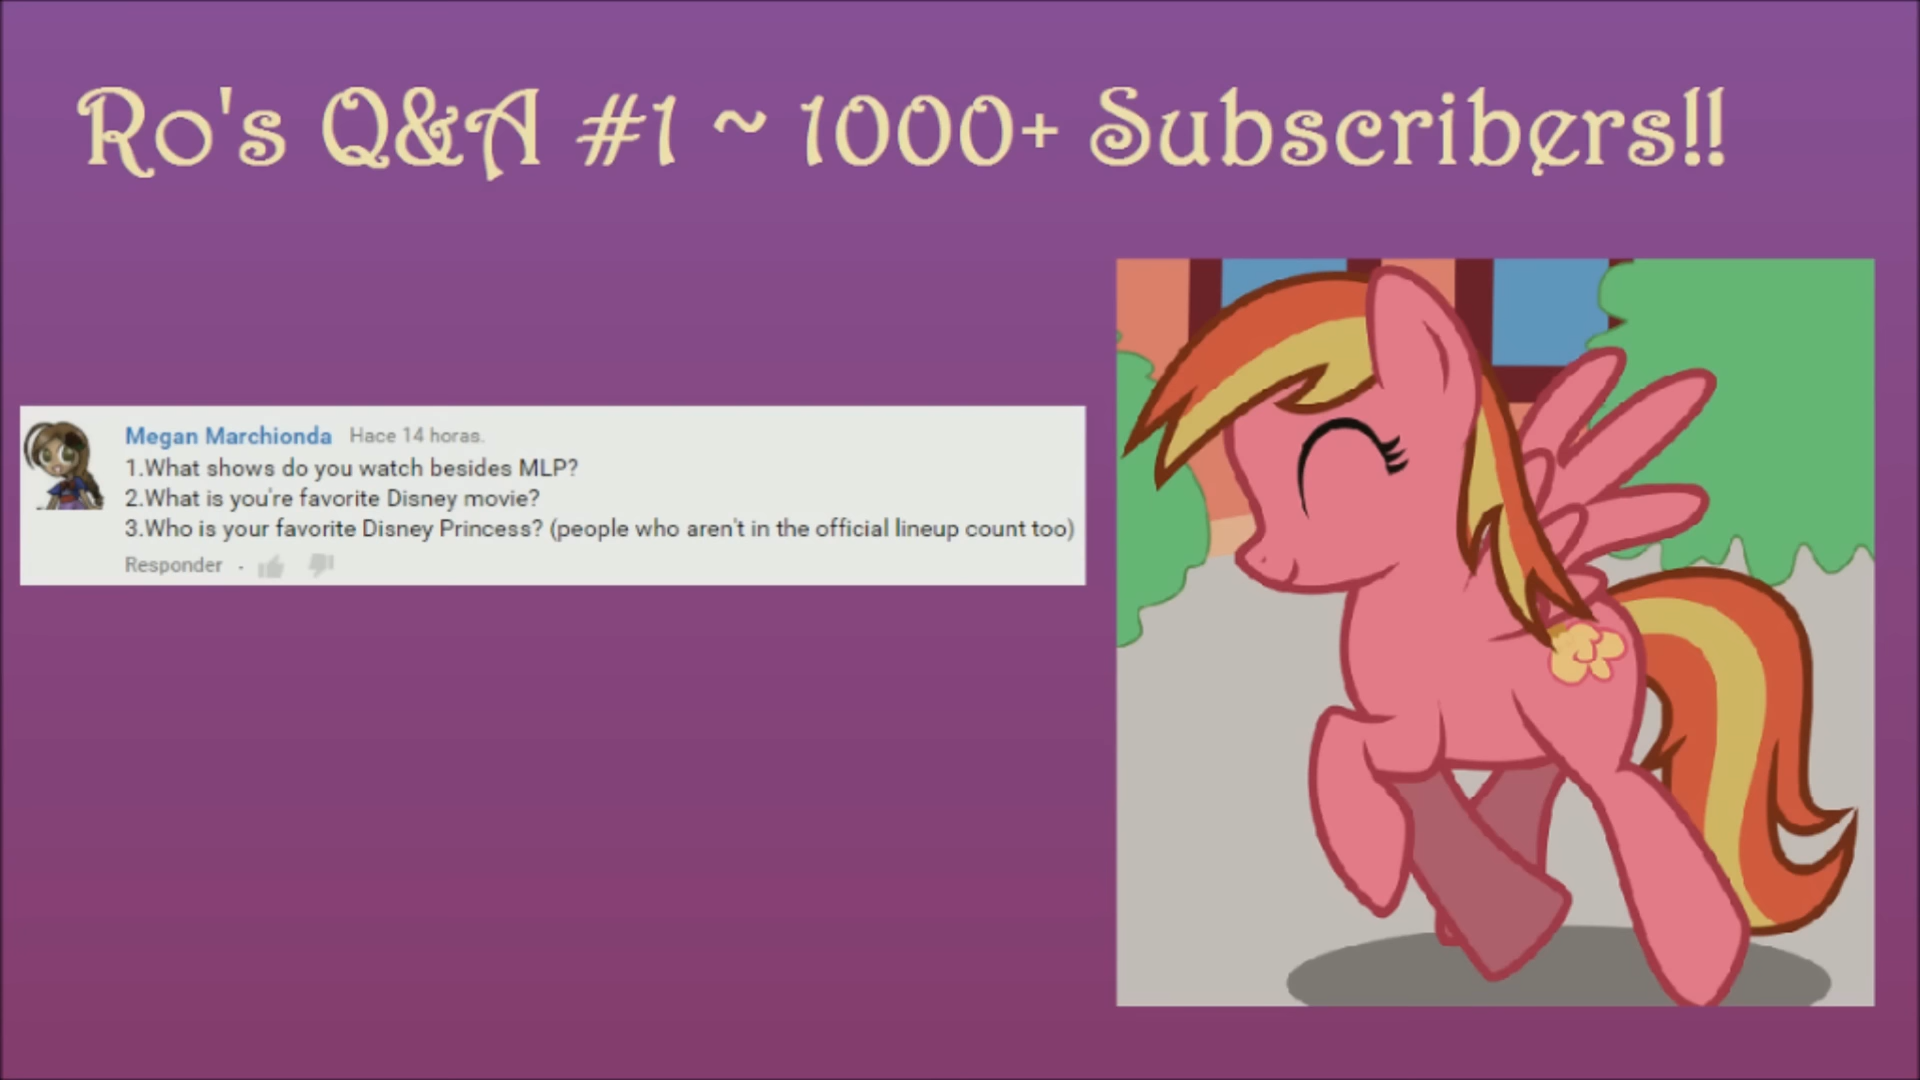 Ro's Q&A #1 ~ 1000+ Subscribers!!
Megan Marchionda Hace 14 horas.
1.What shows do you watch besides MLP?
2.What is you're favorite Disney movie?
3.Who is your favorite Disney Princess? (people who aren't in the official lineup count too)
Responder ·